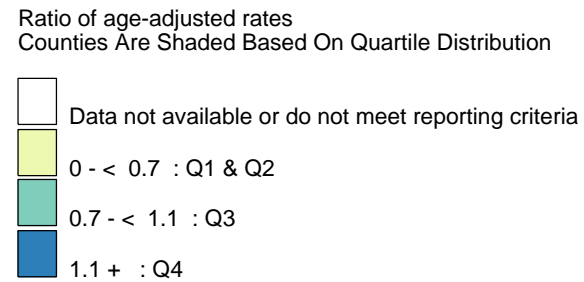 Ratio of age-adjusted rates
Counties Are Shaded Based On Quartile Distribution
Data not available or do not meet reporting criteria
0 - < 0.7 : Q1 & Q2
0.7 - < 1.1 : Q3
1.1 + : Q4